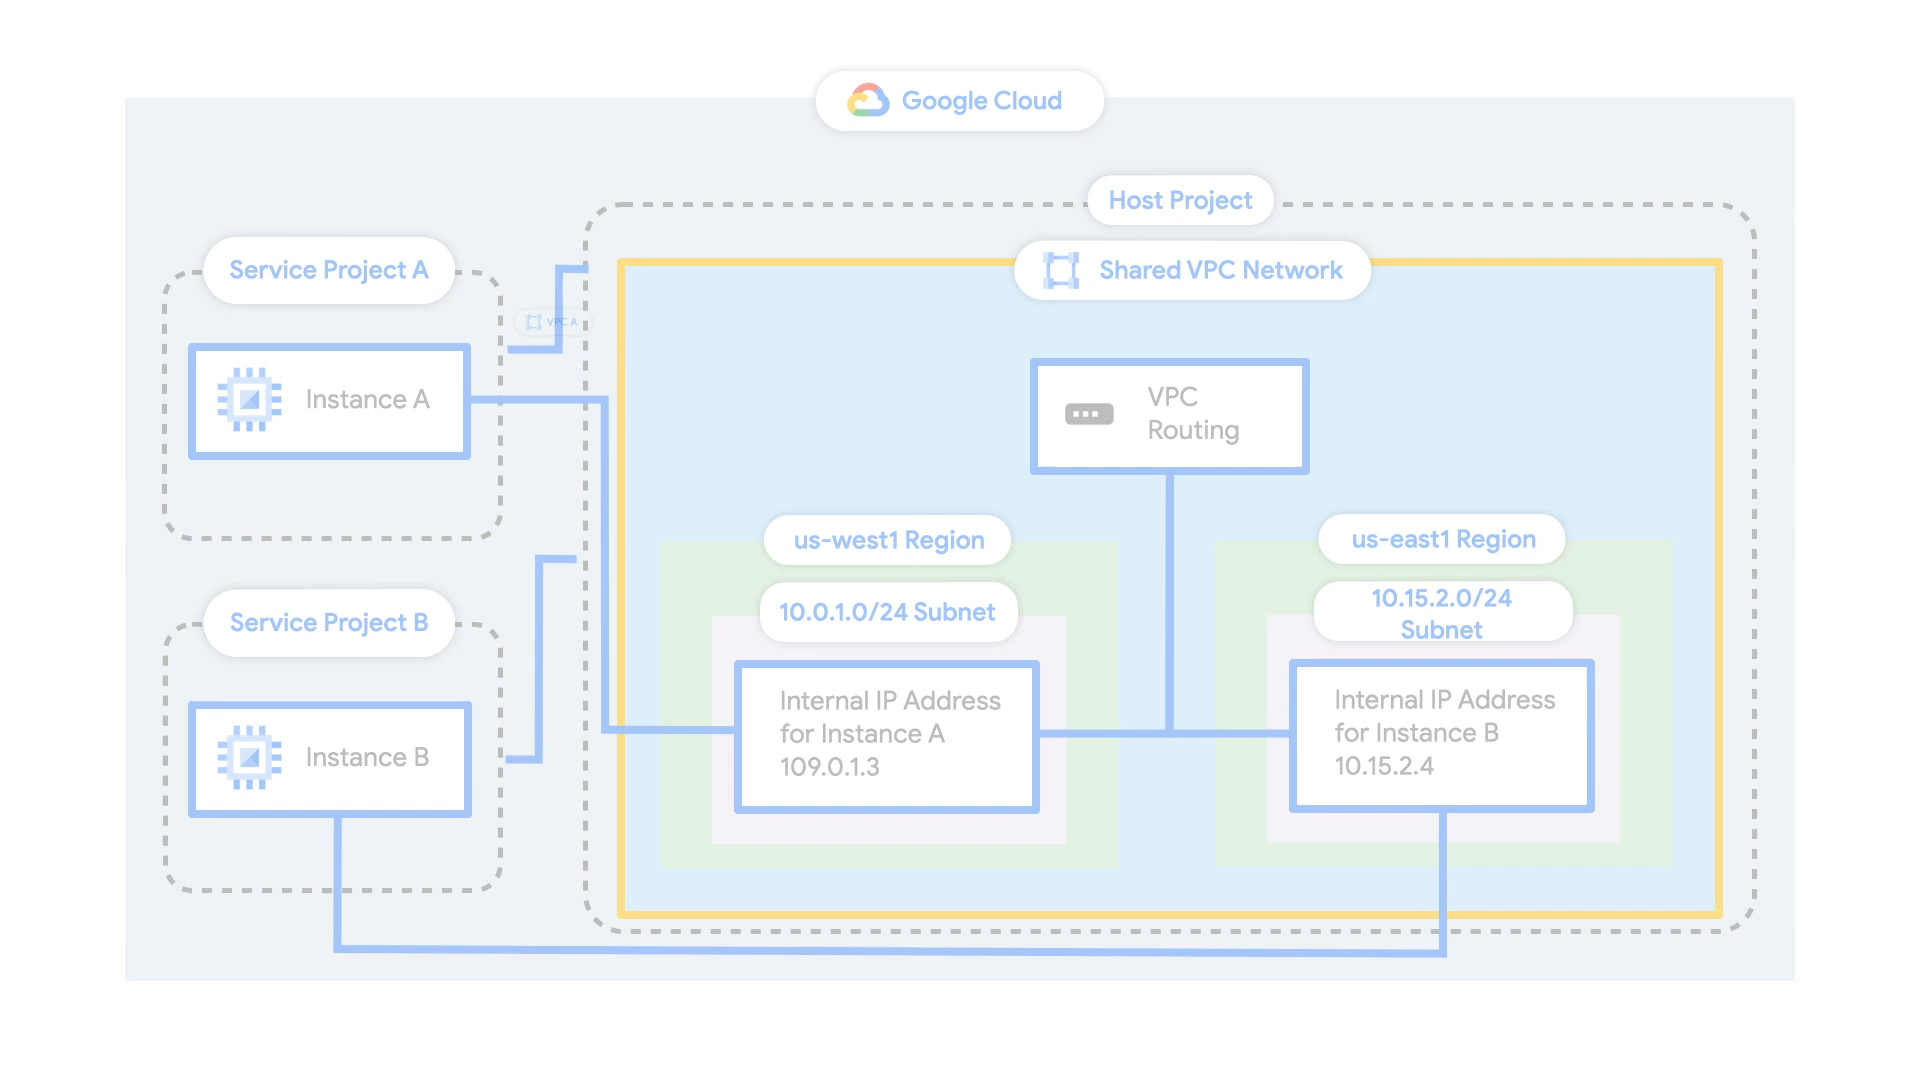 Google Cloud
Host Project
Service Project A
Shared VPC Network
VPC A
Instance A
VPC
Routing
us-west1 Region
us-east1 Region
10.0.1.0/24 Subnet
10.15.2.0/24
Subnet
Service Project B
Instance B
Internal IP Address
for Instance A
109.0.1.3
Internal IP Address
for Instance B
10.15.2.4